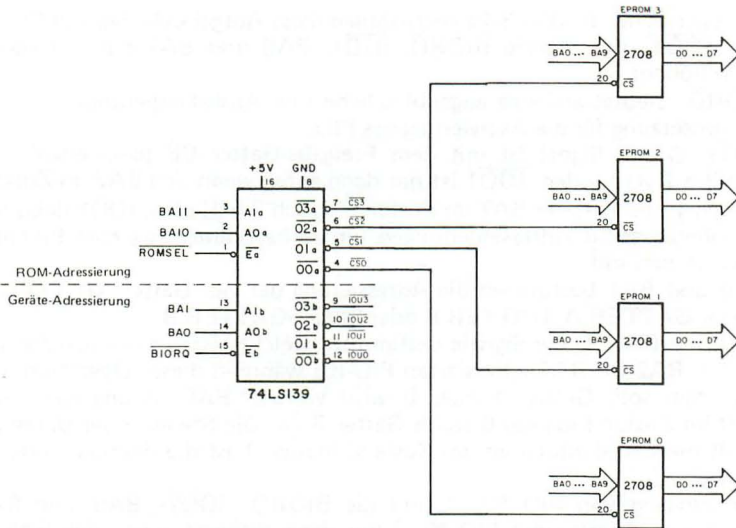 EPROM 3
BA0 ... BA9 2708 D0 ... D7
20 CS
EPROM 2
BA0 ... BA9 2708 D0 ... D7
20 CS
+5V GND
16 8
BA11 3 A1a O3a 7 CS3
BA10 2 A0a O2a 6 CS2
ROMSEL 1 Ea O1a 5 CS1
O0a 4 CS0
ROM-Adressierung
Geräte-Adressierung
BA1 13 A1b O3b 9 IOU3
BA0 14 A0b O2b 10 IOU2
BIORQ 15 Eb O1b 11 IOU1
O0b 12 IOU0
74LS139
EPROM 1
BA0 ... BA9 2708 D0 ... D7
20 CS
EPROM 0
BA0 ... BA9 2708 D0 ... D7
20 CS